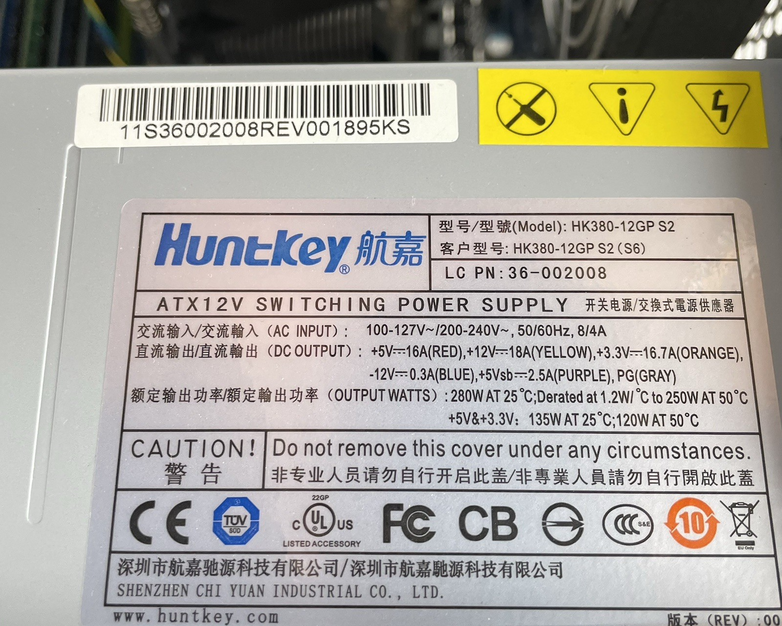 11S36002008REV001895KS
Huntkey® 航嘉
型号/型號(Model): HK380-12GP S2
客户型号: HK380-12GP S2 (S6)
LC PN: 36-002008
ATX12V SWITCHING POWER SUPPLY 开关电源/交換式電源供應器
交流输入/交流輸入 (AC INPUT): 100-127V~/200-240V~, 50/60Hz, 8/4A
直流输出/直流輸出 (DC OUTPUT): +5V⎓16A(RED),+12V⎓18A(YELLOW),+3.3V⎓16.7A(ORANGE),
-12V⎓0.3A(BLUE),+5Vsb⎓2.5A(PURPLE), PG(GRAY)
额定输出功率/額定輸出功率 (OUTPUT WATTS) : 280W AT 25°C;Derated at 1.2W/°C to 250W AT 50°C
+5V&+3.3V: 135W AT 25°C;120W AT 50°C
CAUTION!
警告
Do not remove this cover under any circumstances.
非专业人员请勿自行开启此盖/非專業人員請勿自行開啟此蓋
CE
TÜV
SÜD
22GP
c UL US
LISTED ACCESSORY
FC
CB
CCC S&E
10
EU Only
深圳市航嘉驰源科技有限公司/深圳市航嘉馳源科技有限公司
SHENZHEN CHI YUAN INDUSTRIAL CO., LTD.
www.huntkey.com
版本 (REV) :00